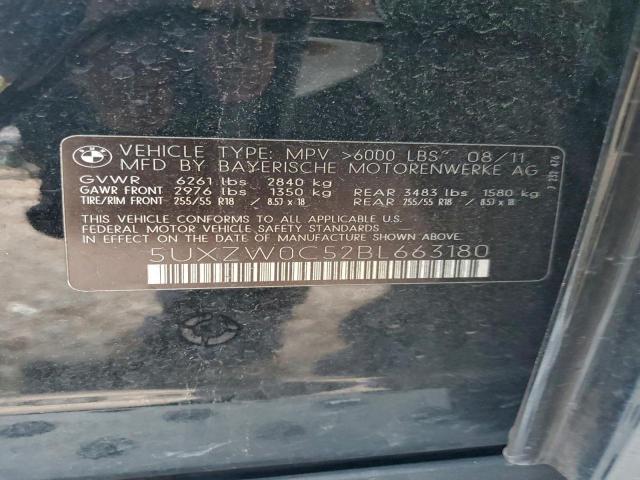 BMW
VEHICLE TYPE: MPV >6000 LBS 08/11
MFD BY BAYERISCHE MOTORENWERKE AG
GVWR 6261 lbs 2840 kg
GAWR FRONT 2976 lbs 1350 kg REAR 3483 lbs 1580 kg
TIRE/RIM FRONT 255/55 R18 / 8.5J x 18 REAR 255/55 R18 / 8.5J x 18
THIS VEHICLE CONFORMS TO ALL APPLICABLE U.S.
FEDERAL MOTOR VEHICLE SAFETY STANDARDS
IN EFFECT ON THE DATE OF MANUFACTURE.
5UXZW0C52BL663180